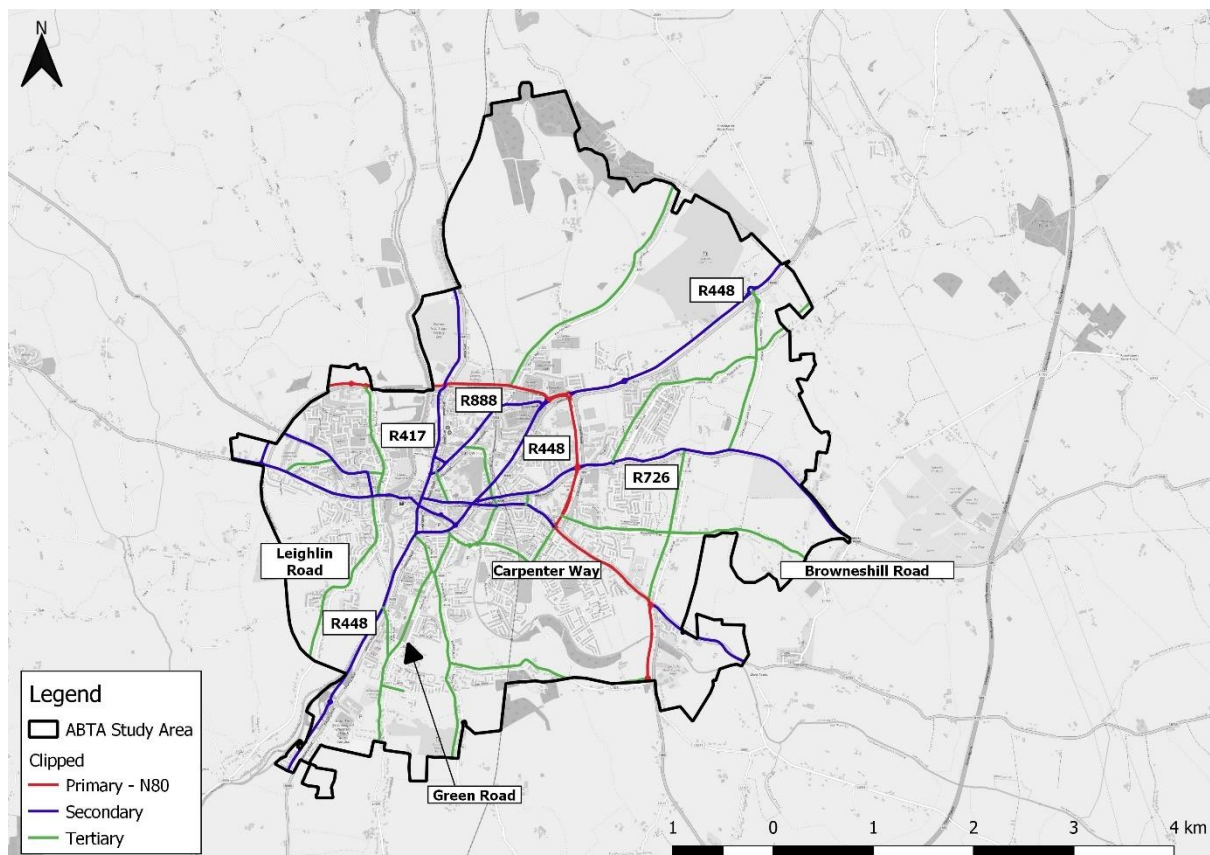 N
R448
R888
R417
R448
R726
Leighlin
Road
Carpenter Way
Browneshill Road
R448
Green Road
Legend
ABTA Study Area
Clipped
Primary - N80
Secondary
Tertiary
1 0 1 2 3 4 km